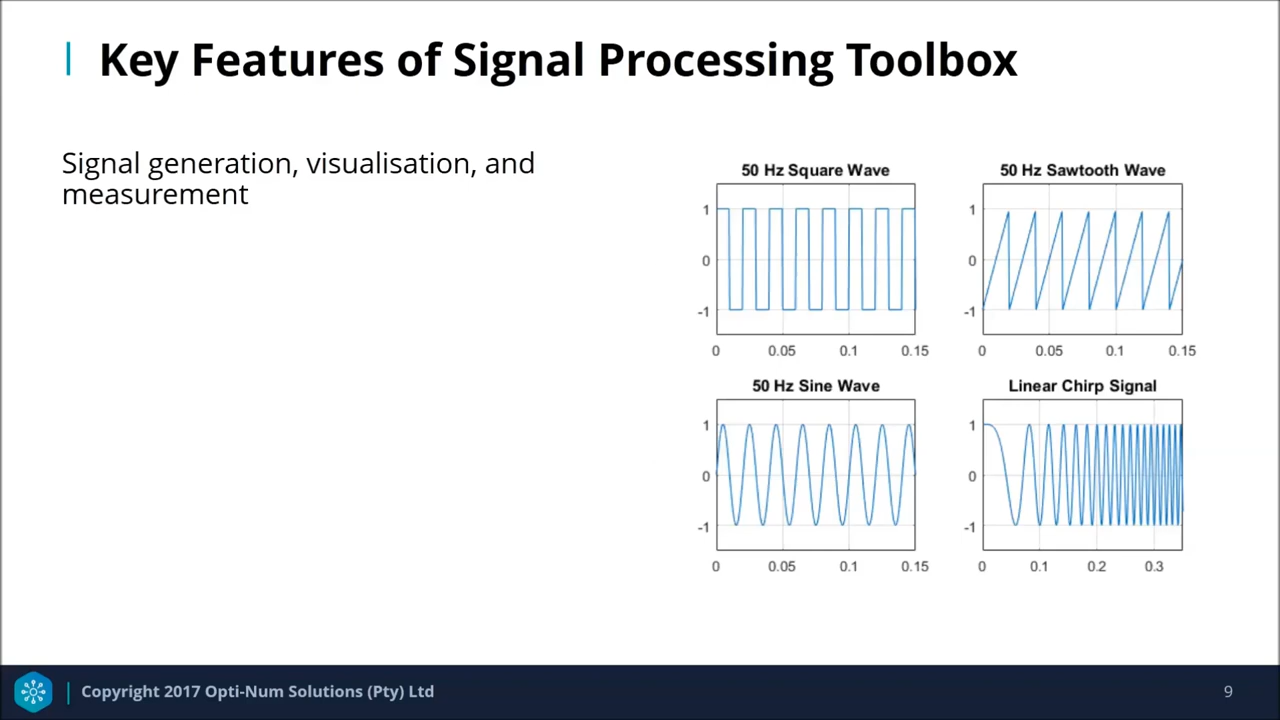 Key Features of Signal Processing Toolbox
Signal generation, visualisation, and
measurement
50 Hz Square Wave
1
0
-1
0 0.05 0.1 0.15
50 Hz Sawtooth Wave
1
0
-1
0 0.05 0.1 0.15
50 Hz Sine Wave
1
0
-1
0 0.05 0.1 0.15
Linear Chirp Signal
1
0
-1
0 0.1 0.2 0.3
Copyright 2017 Opti-Num Solutions (Pty) Ltd
9